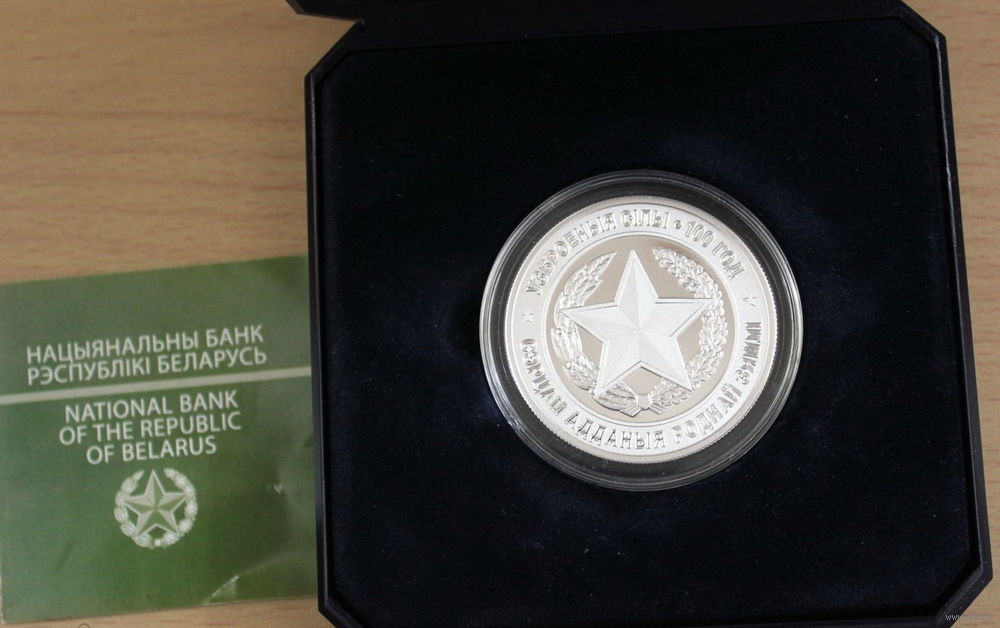 НАЦЫЯНАЛЬНЫ БАНК
РЭСПУБЛІКІ БЕЛАРУСЬ
NATIONAL BANK
OF THE REPUBLIC
OF BELARUS
УЗБРОЕНЫЯ СІЛЫ • 100 ГОД
АДДАНЫЯ РОДНАЙ ЗЯМЛІ